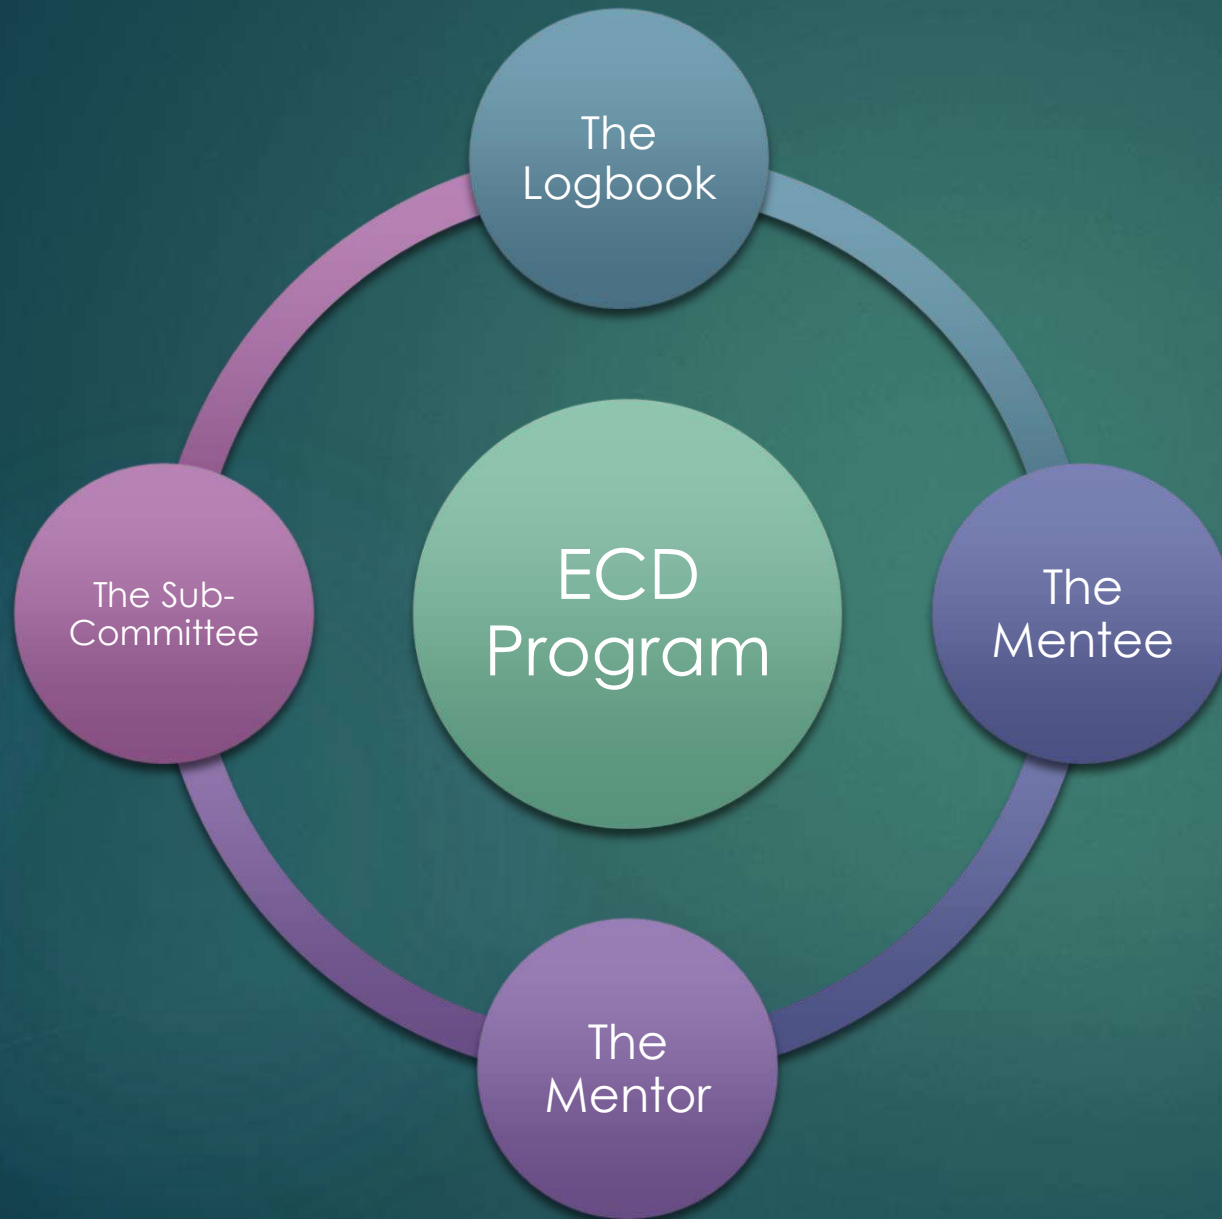 The
Logbook
ECD
Program
The Sub-
Committee
The
Mentee
The
Mentor